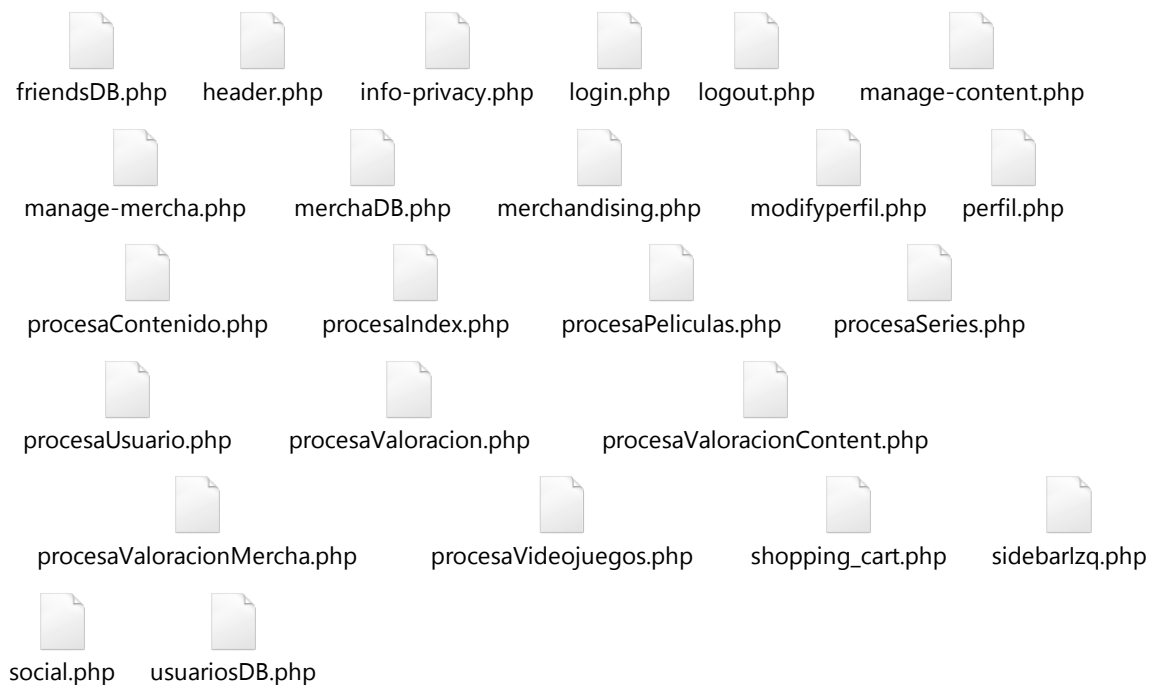 friendsDB.php header.php info-privacy.php login.php logout.php manage-content.php
manage-mercha.php merchaDB.php merchandising.php modifyperfil.php perfil.php
procesaContenido.php procesaIndex.php procesaPeliculas.php procesaSeries.php
procesaUsuario.php procesaValoracion.php procesaValoracionContent.php
procesaValoracionMercha.php procesaVideojuegos.php shopping_cart.php sidebarIzq.php
social.php usuariosDB.php